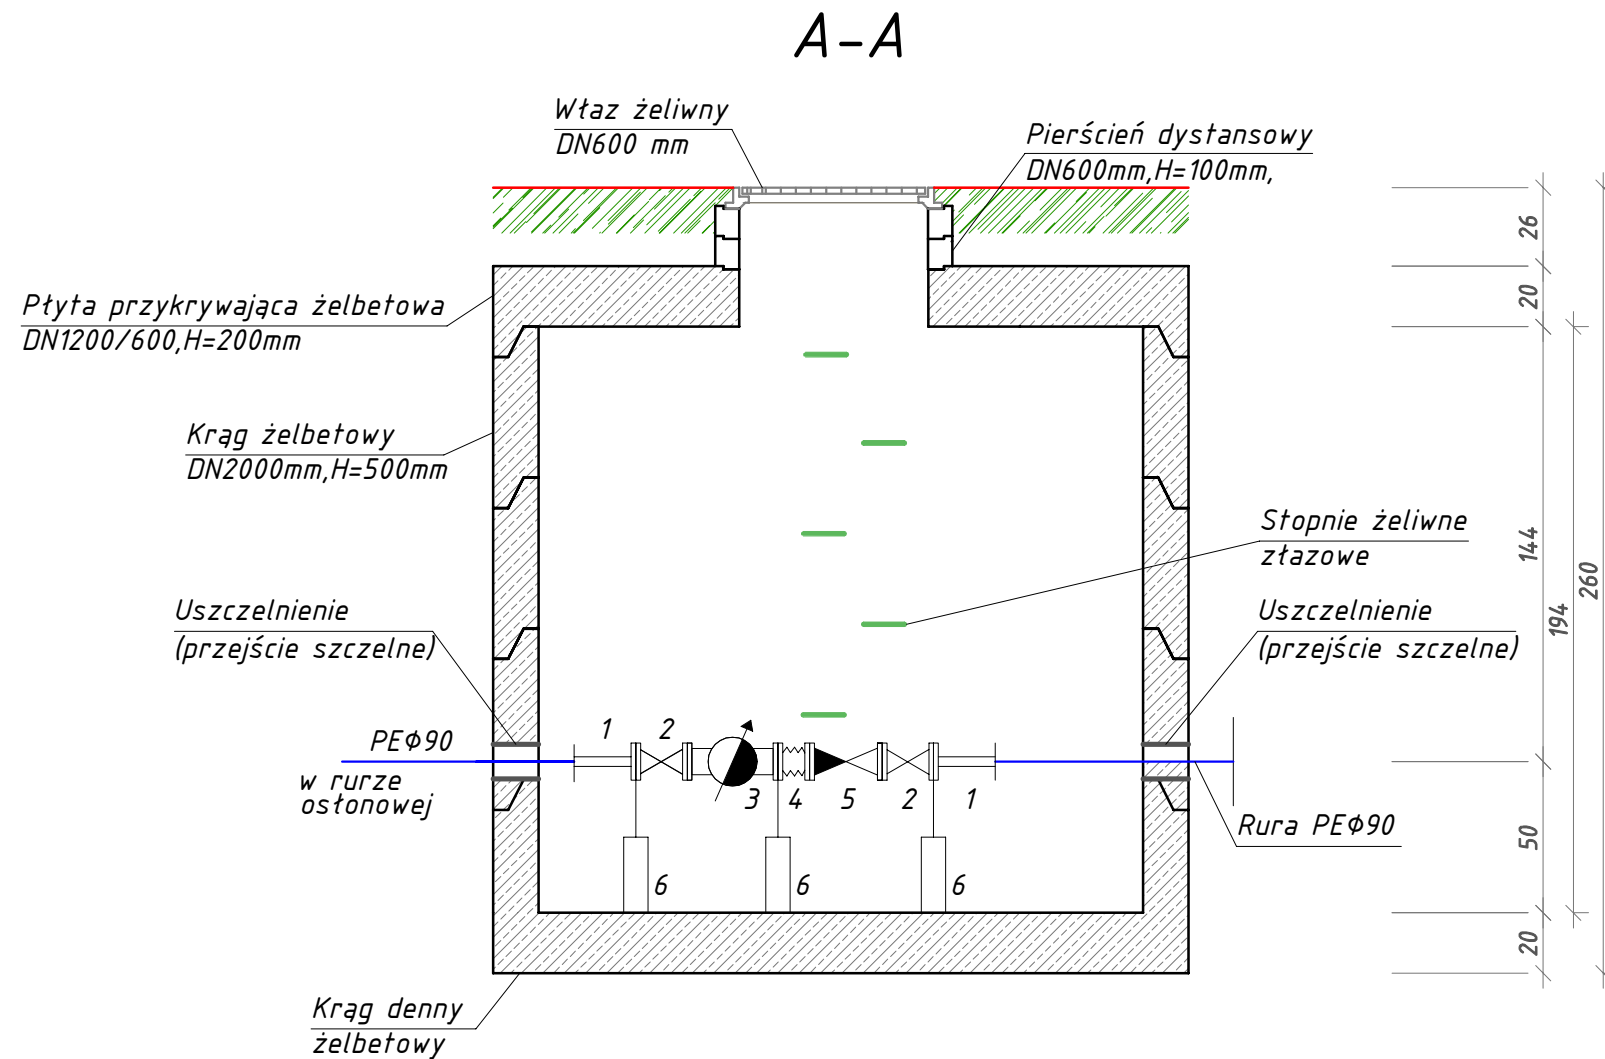 A-A
Właz żeliwny
DN600 mm
Pierścień dystansowy
DN600mm,H=100mm,
26
20
Płyta przykrywająca żelbetowa
DN1200/600,H=200mm
Krąg żelbetowy
DN2000mm,H=500mm
Stopnie żeliwne
złazowe
144
260
194
Uszczelnienie
(przejście szczelne)
Uszczelnienie
(przejście szczelne)
PEФ90
w rurze
osłonowej
1
2
3
4
5
2
1
Rura PEФ90
50
6
6
6
20
Krąg denny
żelbetowy